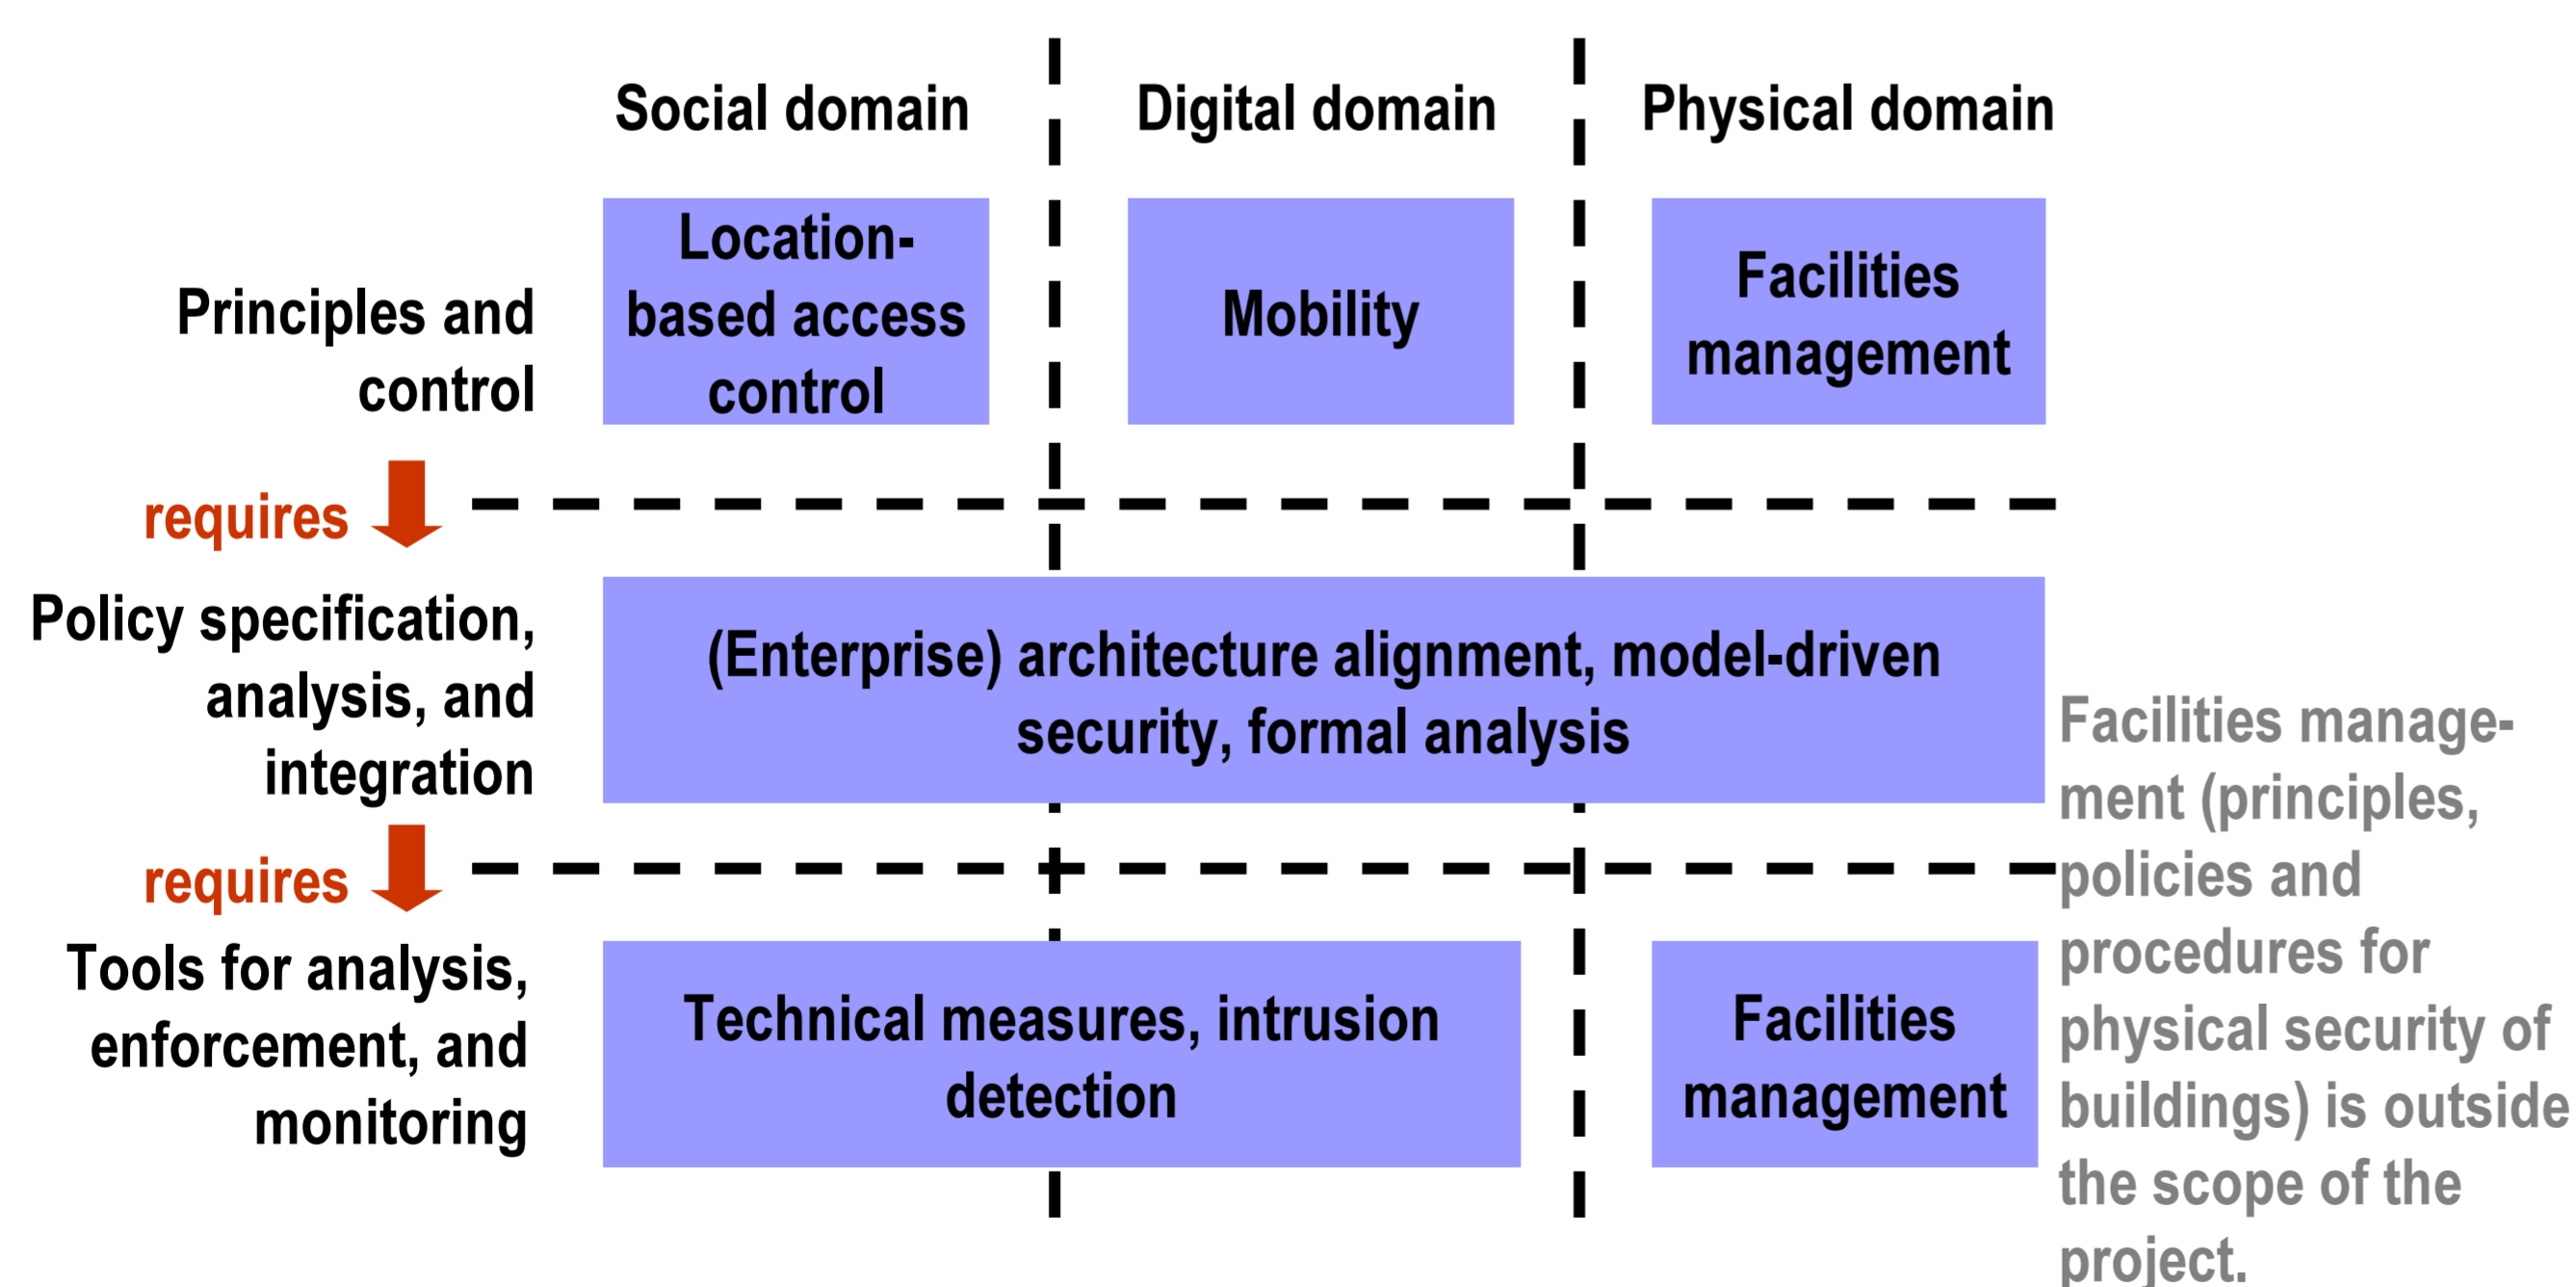 Social domain
Digital domain
Physical domain
Principles and
control
Location-
based access
control
Mobility
Facilities
management
requires
Policy specification,
analysis, and
integration
(Enterprise) architecture alignment, model-driven
security, formal analysis
requires
Tools for analysis,
enforcement, and
monitoring
Technical measures, intrusion
detection
Facilities
management
Facilities manage-
ment (principles,
policies and
procedures for
physical security of
buildings) is outside
the scope of the
project.